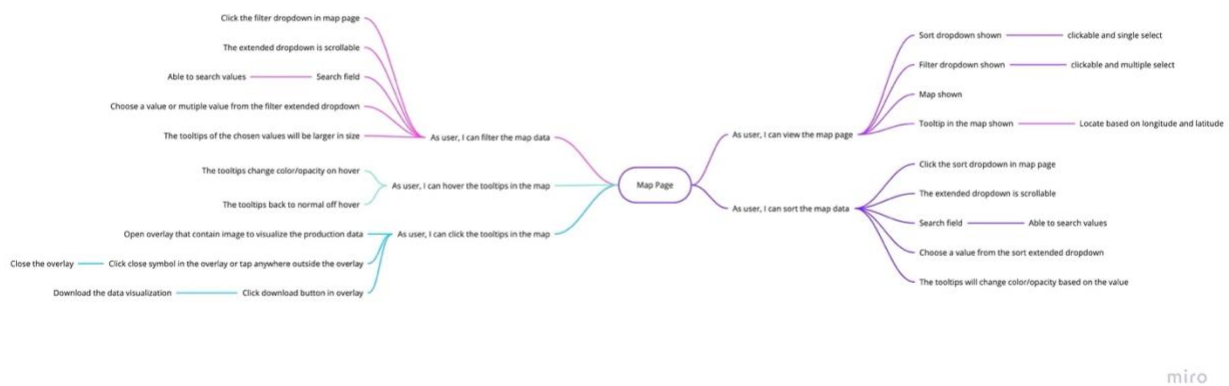 Map Page
As user, I can filter the map data
Click the filter dropdown in map page
The extended dropdown is scrollable
Search field
Able to search values
Choose a value or mutiple value from the filter extended dropdown
The tooltips of the chosen values will be larger in size
As user, I can hover the tooltips in the map
The tooltips change color/opacity on hover
The tooltips back to normal off hover
As user, I can click the tooltips in the map
Open overlay that contain image to visualize the production data
Click close symbol in the overlay or tap anywhere outside the overlay
Close the overlay
Click download button in overlay
Download the data visualization
As user, I can view the map page
Sort dropdown shown
clickable and single select
Filter dropdown shown
clickable and multiple select
Map shown
Tooltip in the map shown
Locate based on longitude and latitude
As user, I can sort the map data
Click the sort dropdown in map page
The extended dropdown is scrollable
Search field
Able to search values
Choose a value from the sort extended dropdown
The tooltips will change color/opacity based on the value
miro